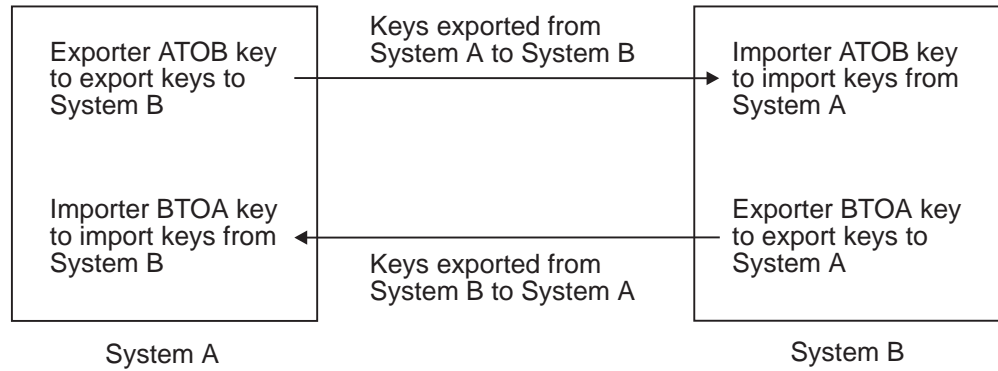 Exporter ATOB key
to export keys to
System B
Keys exported from
System A to System B
Importer ATOB key
to import keys from
System A
Importer BTOA key
to import keys from
System B
Keys exported from
System B to System A
Exporter BTOA key
to export keys to
System A
System A
System B